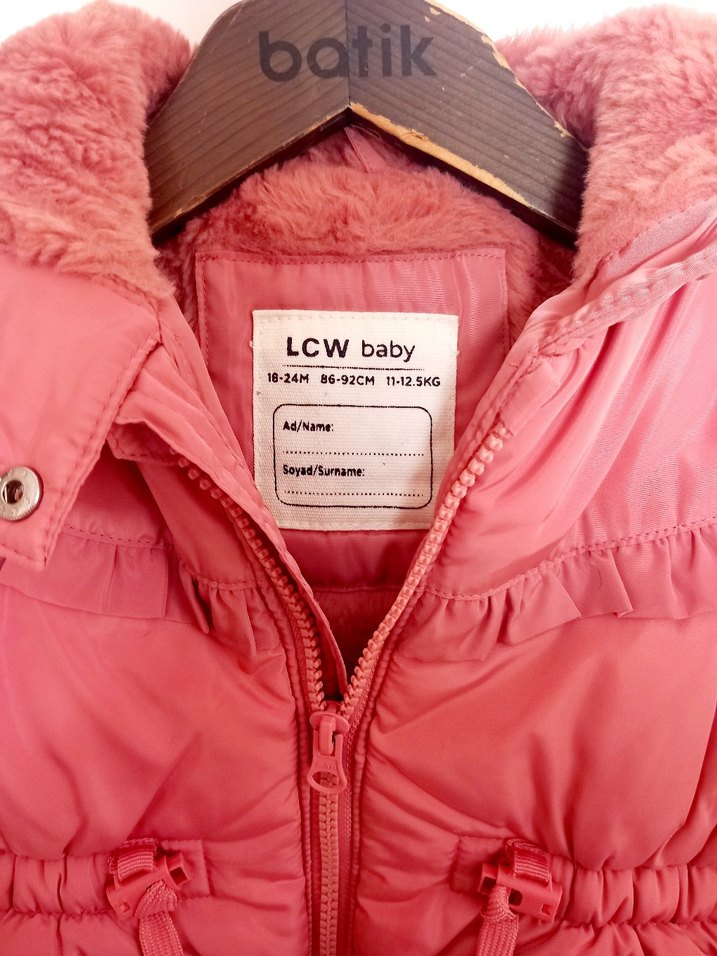 batik
LCW baby
18-24M 86-92CM 11-12.5KG
Ad/Name:
Soyad/Surname: